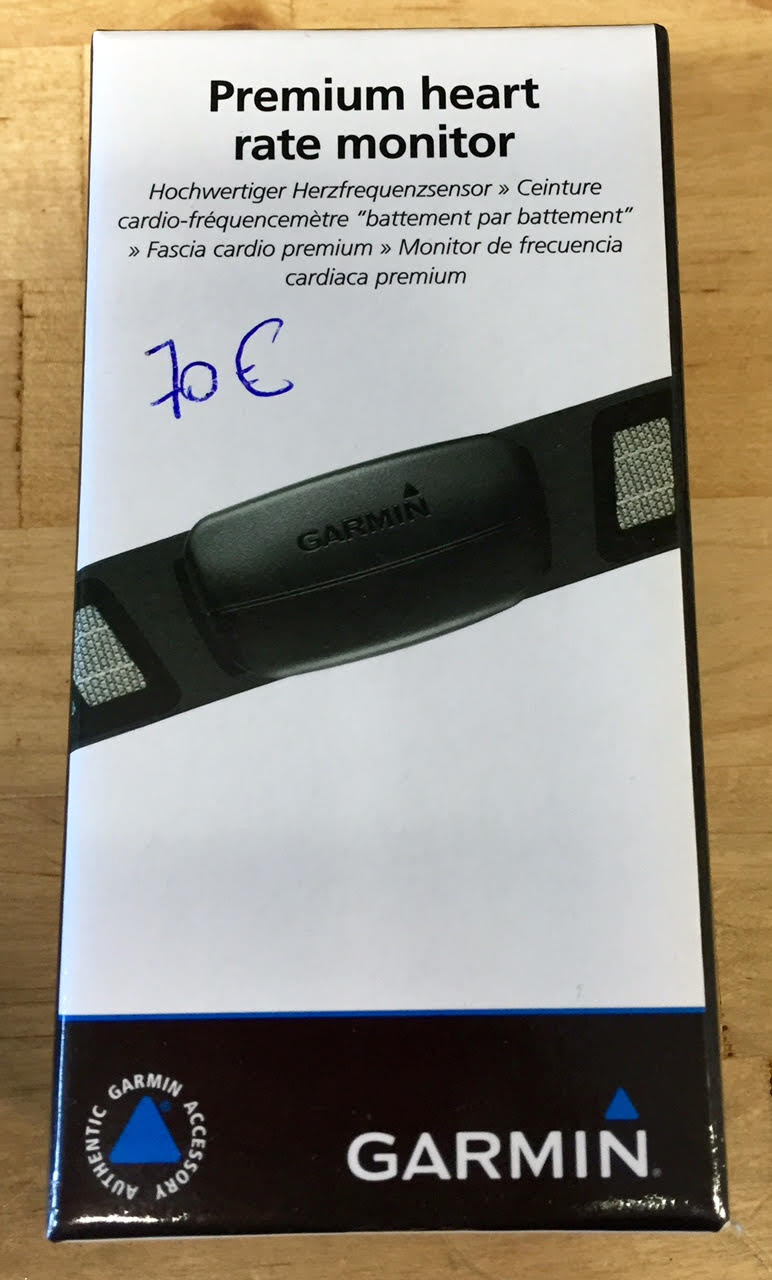 Premium heart
rate monitor
Hochwertiger Herzfrequenzsensor » Ceinture
cardio-fréquencemètre “battement par battement”
» Fascia cardio premium » Monitor de frecuencia
cardiaca premium
70 €
GARMIN
AUTHENTIC GARMIN ACCESSORY
®
GARMIN®